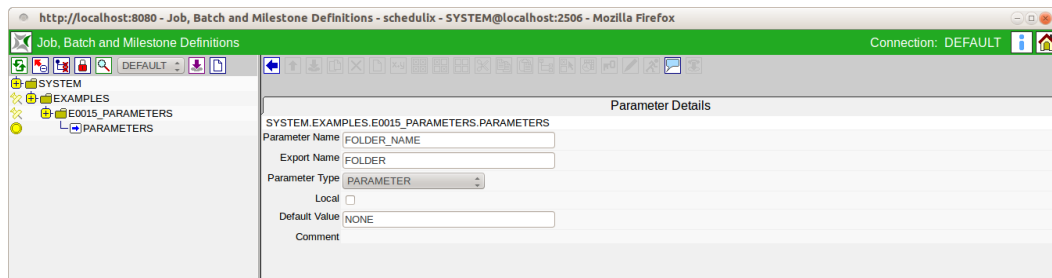 http://localhost:8080 - Job, Batch and Milestone Definitions - schedulix - SYSTEM@localhost:2506 - Mozilla Firefox
Job, Batch and Milestone Definitions
Connection: DEFAULT
DEFAULT
SYSTEM
EXAMPLES
E0015_PARAMETERS
PARAMETERS
Parameter Details
SYSTEM.EXAMPLES.E0015_PARAMETERS.PARAMETERS
Parameter Name FOLDER_NAME
Export Name FOLDER
Parameter Type PARAMETER
Local
Default Value NONE
Comment